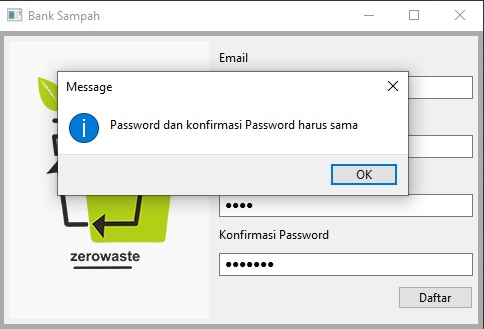 Bank Sampah
Email
Message
Password dan konfirmasi Password harus sama
OK
••••
Konfirmasi Password
•••••••
zerowaste
Daftar